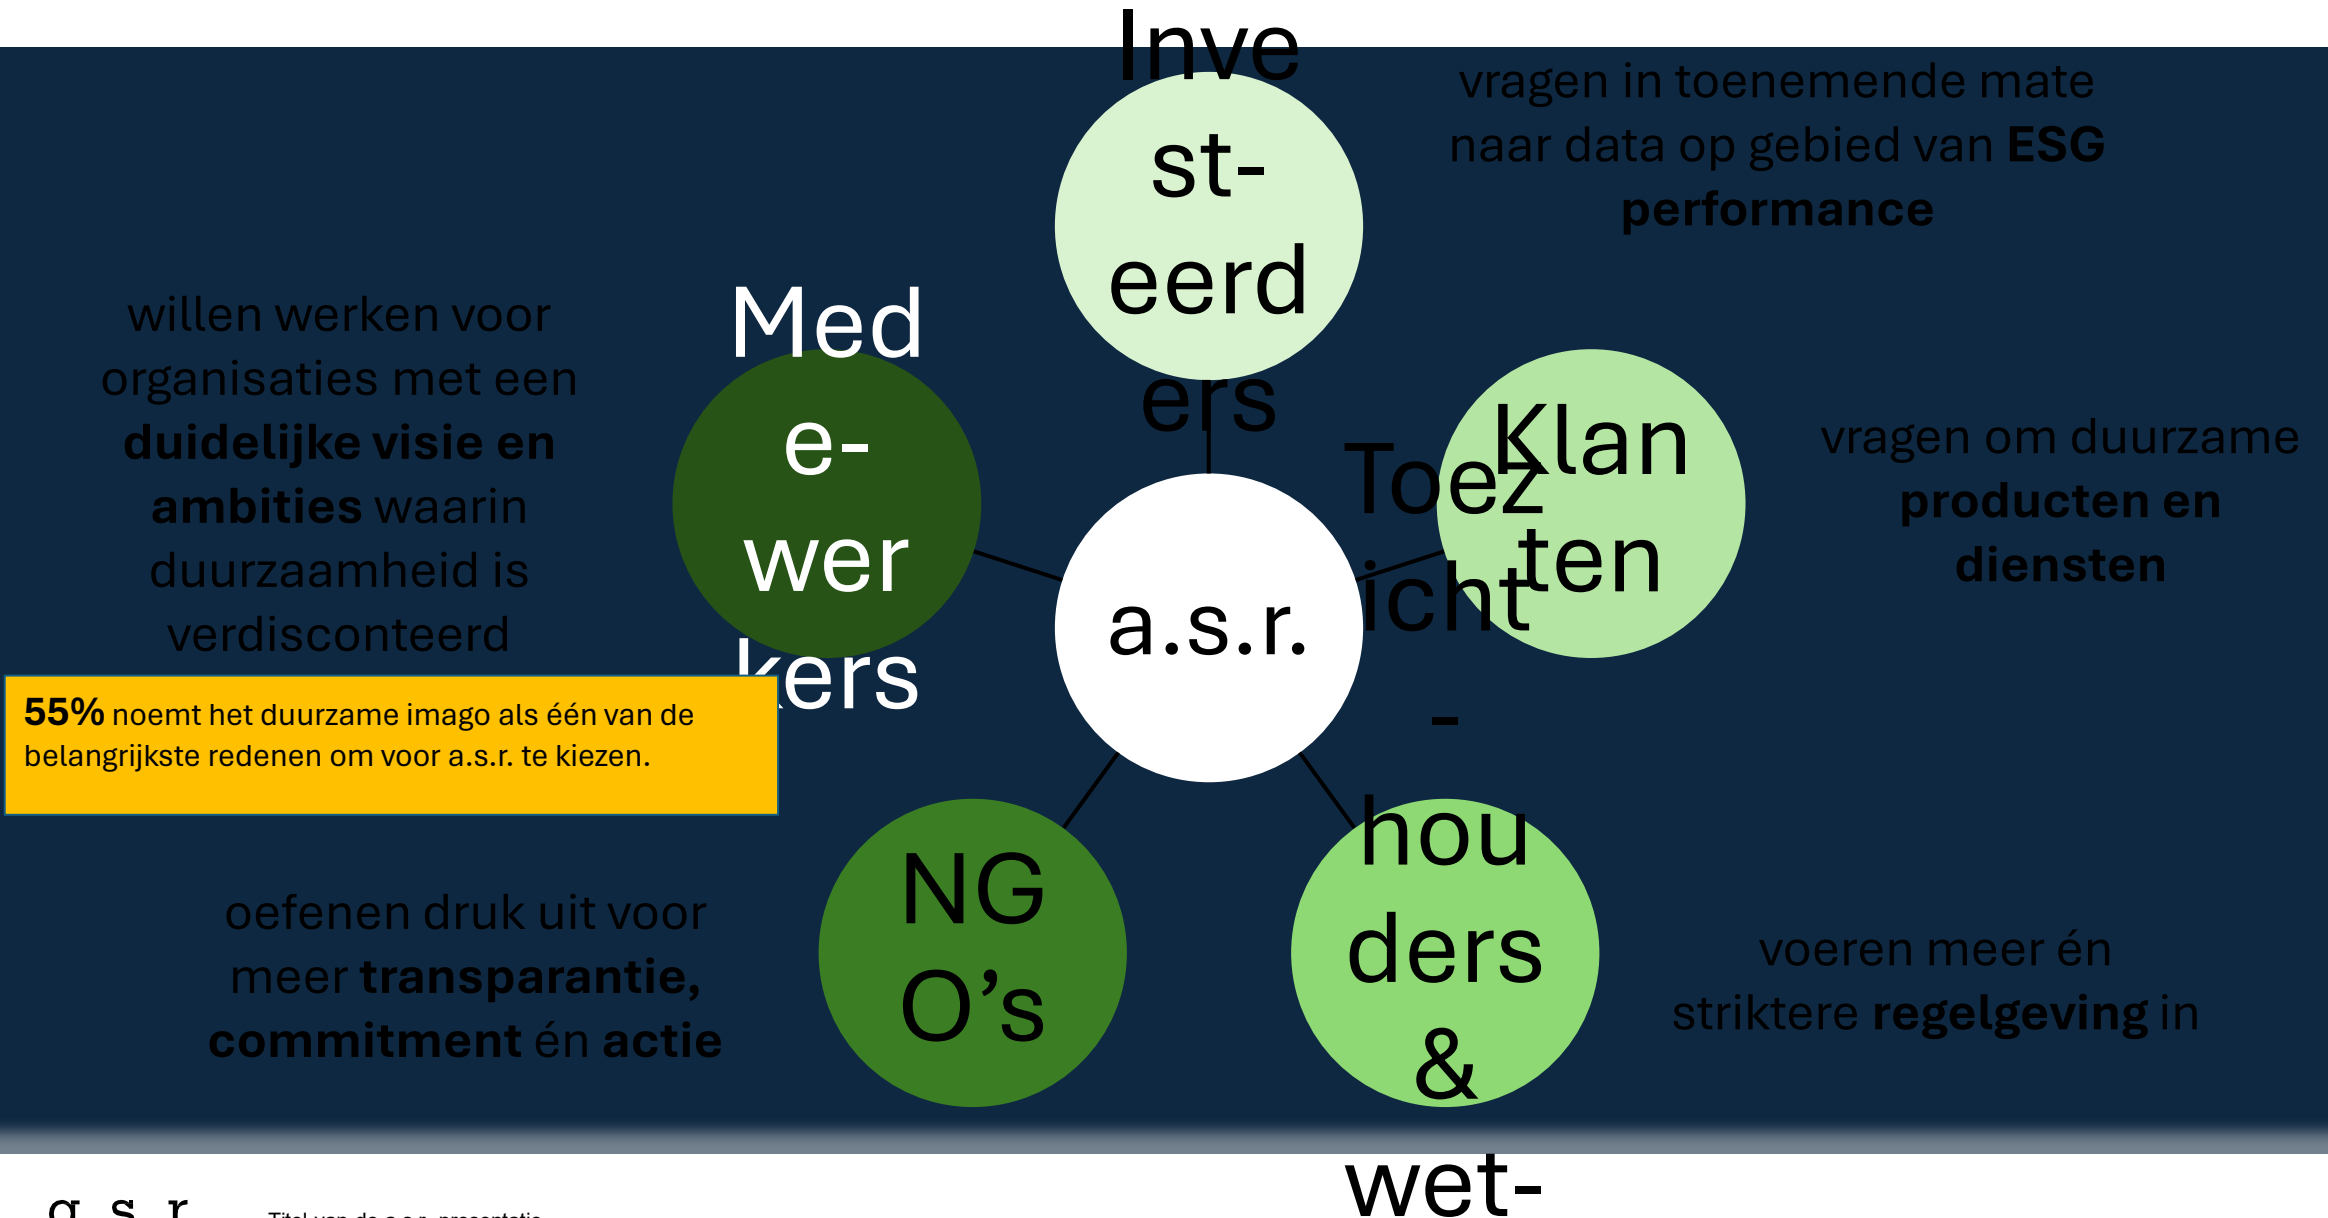 Inve
st-
eerd
ers
vragen in toenemende mate
naar data op gebied van ESG
performance
Med
e-
wer
kers
willen werken voor
organisaties met een
duidelijke visie en
ambities waarin
duurzaamheid is
verdisconteerd
55% noemt het duurzame imago als één van de
belangrijkste redenen om voor a.s.r. te kiezen.
a.s.r.
Klan
ten
vragen om duurzame
producten en
diensten
Toez
icht
-
hou
ders
&
wet-
voeren meer én
striktere regelgeving in
NG
O’s
oefenen druk uit voor
meer transparantie,
commitment én actie
a s r
Titel van de a.s.r. presentatie